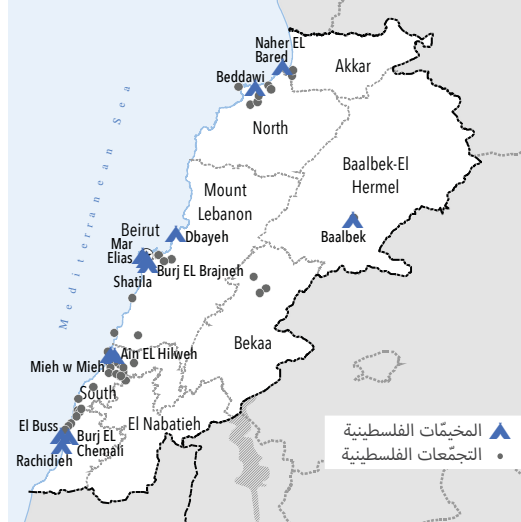 Naher EL
Bared
Akkar
Beddawi
North
Baalbek-El
Hermel
Mount
Lebanon
Mediterranean Sea
Beirut
Dbayeh
Baalbek
Mar
Elias
Burj EL Brajneh
Shatila
Bekaa
Ain EL Hilweh
Mieh w Mieh
South
El Nabatieh
El Buss
Burj EL
Chemali
Rachidieh
المخيمّات الفلسطينية
التجمّعات الفلسطينية